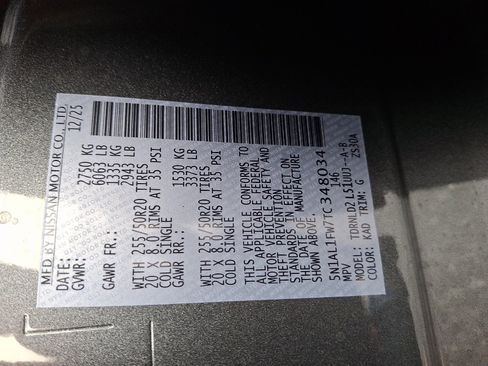 MFD BY NISSAN MOTOR CO., LTD.
DATE: 12/25
GVWR: 2750 KG
6063 LB
GAWR FR.: 1335 KG
2943 LB
WITH 255/50R20 TIRES
20 X 8.0 RIMS AT 35 PSI
COLD SINGLE
GAWR RR.: 1530 KG
3373 LB
WITH 255/50R20 TIRES
20 X 8.0 RIMS AT 35 PSI
COLD SINGLE
THIS VEHICLE CONFORMS TO
ALL APPLICABLE FEDERAL
MOTOR VEHICLE SAFETY AND
THEFT PREVENTION
STANDARDS IN EFFECT ON
THE DATE OF MANUFACTURE
SHOWN ABOVE.
5N1AL1FW7TC348034
MPV
MODEL: TDRNLD2L51WUJ--A-B
COLOR: KAD TRIM: G ZS30A